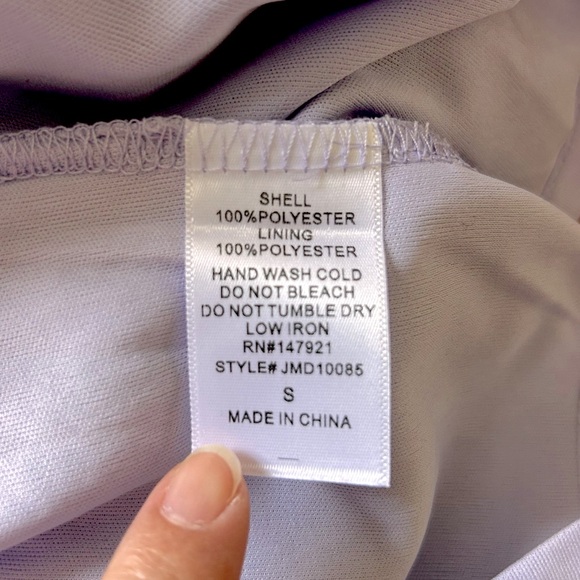 SHELL
100%POLYESTER
LINING
100%POLYESTER
HAND WASH COLD
DO NOT BLEACH
DO NOT TUMBLE DRY
LOW IRON
RN#147921
STYLE# JMD10085
S
MADE IN CHINA